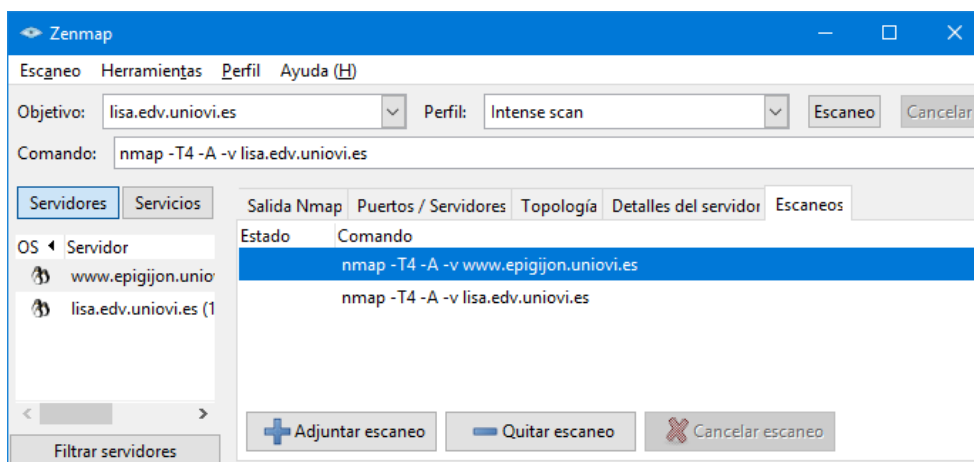 Zenmap
Escaneo Herramientas Perfil Ayuda (H)
Objetivo: lisa.edv.uniovi.es Perfil: Intense scan Escaneo Cancelar
Comando: nmap -T4 -A -v lisa.edv.uniovi.es
Servidores Servicios Salida Nmap Puertos / Servidores Topología Detalles del servidor Escaneos
OS Servidor Estado Comando
www.epigijon.uniov nmap -T4 -A -v www.epigijon.uniovi.es
lisa.edv.uniovi.es (1 nmap -T4 -A -v lisa.edv.uniovi.es
Adjuntar escaneo Quitar escaneo Cancelar escaneo
Filtrar servidores